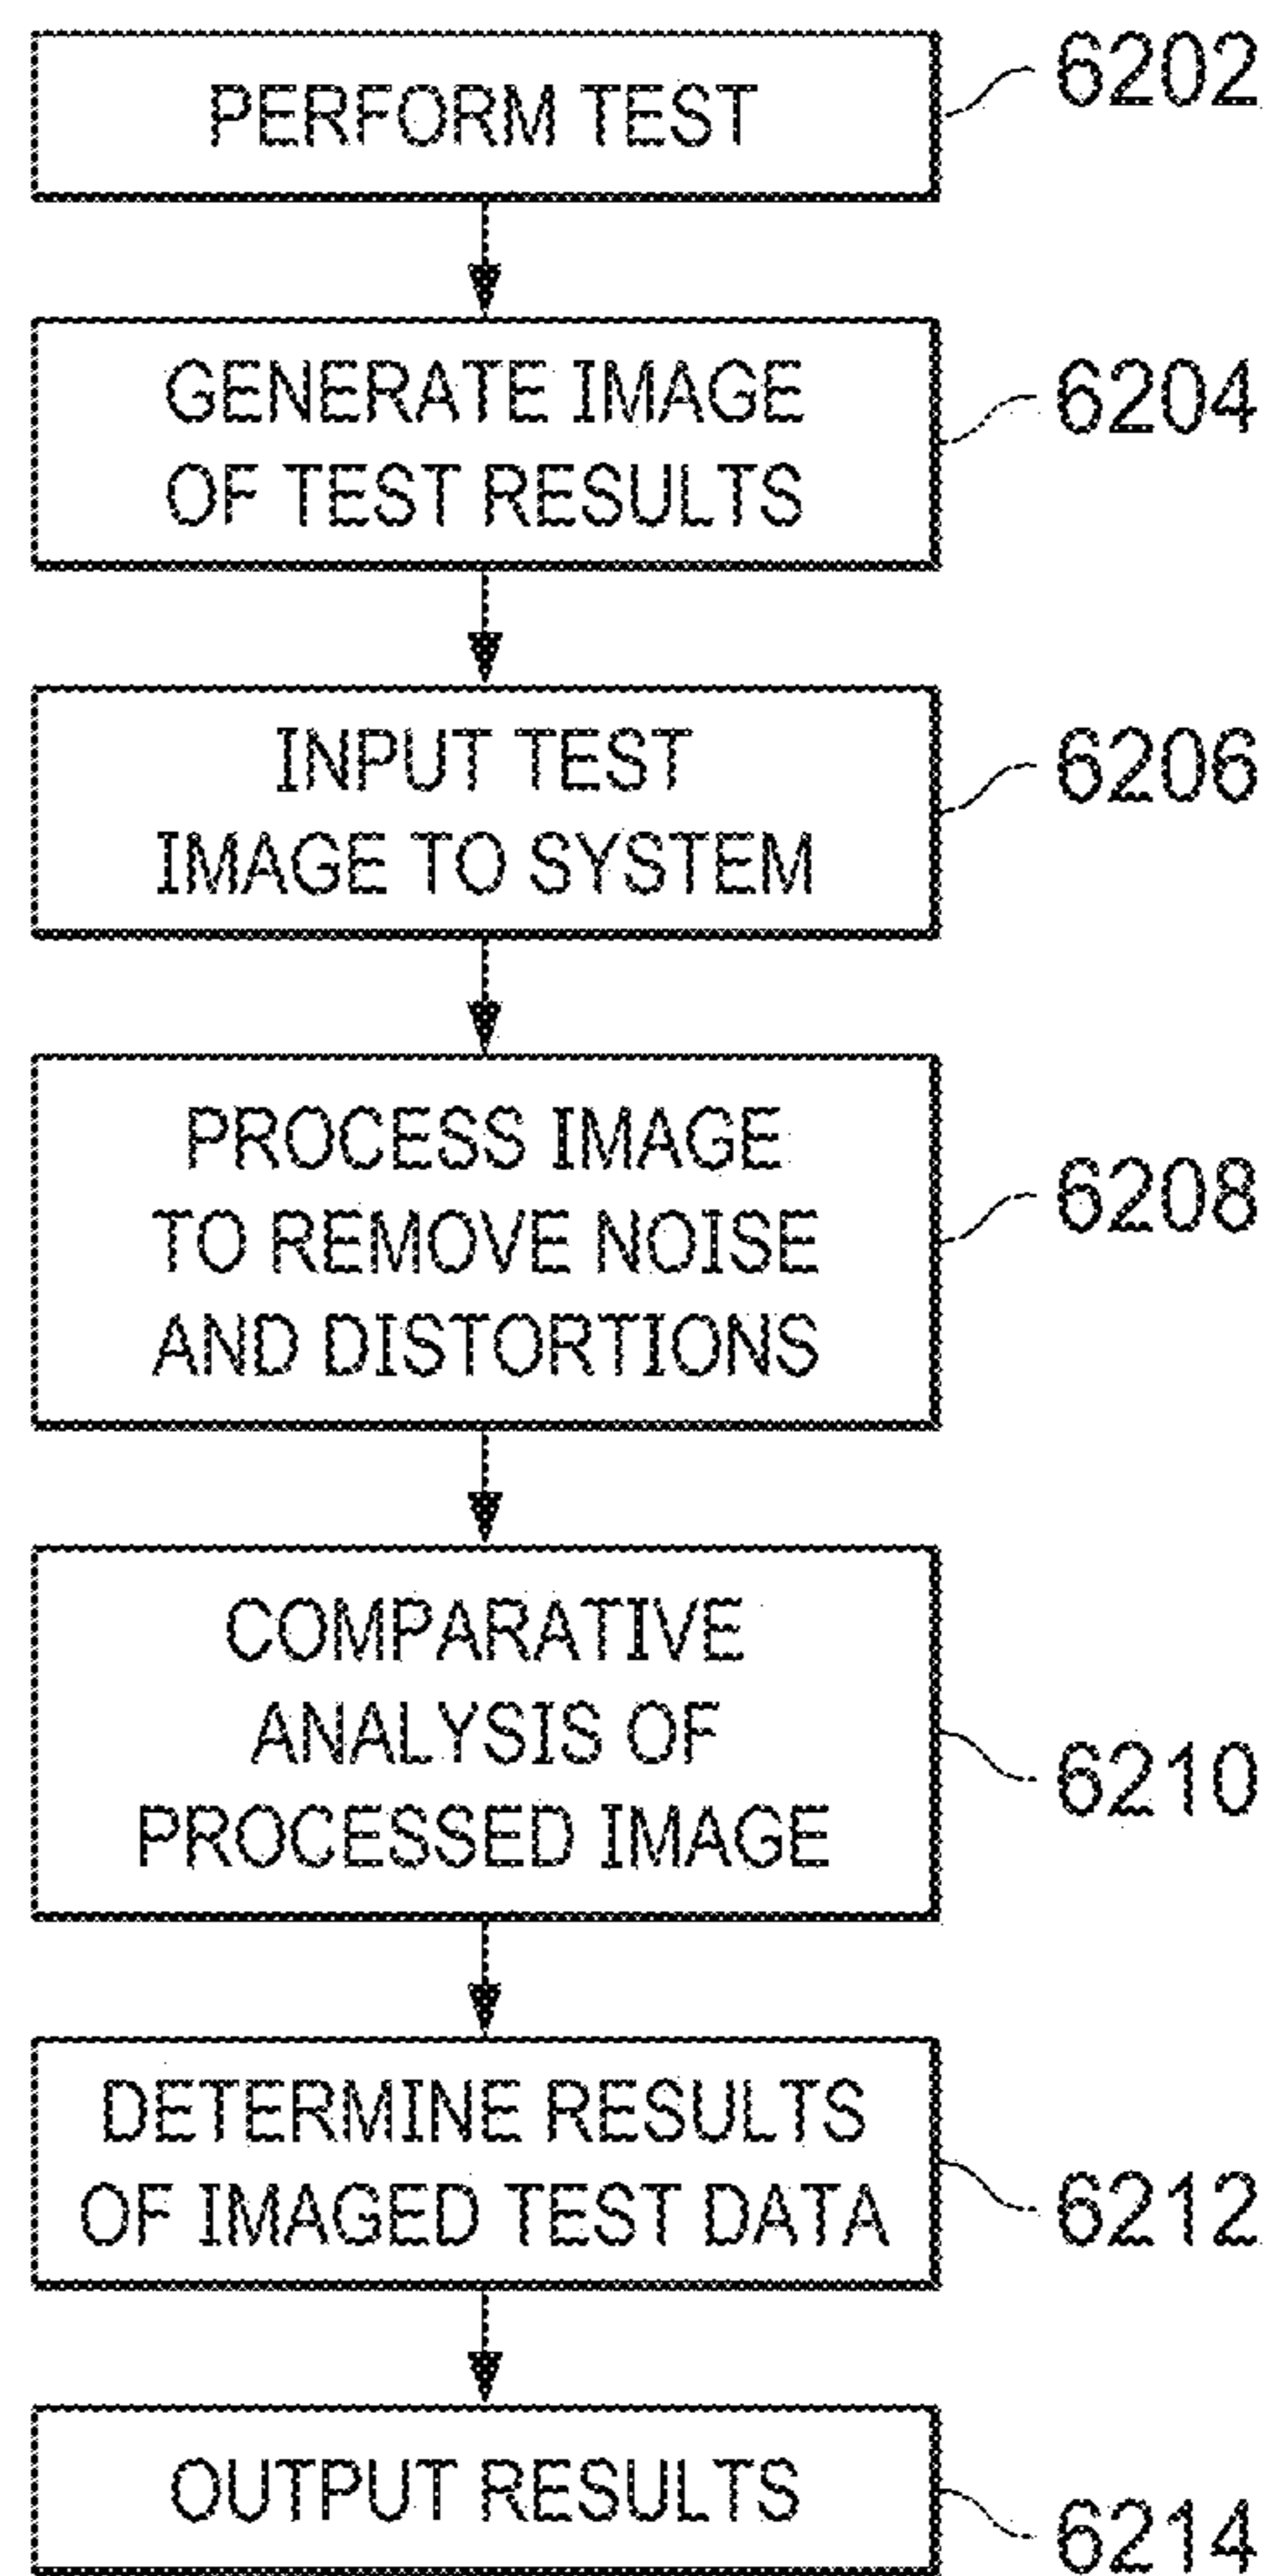 PERFORM TEST
6202
GENERATE IMAGE
OF TEST RESULTS
6204
INPUT TEST
IMAGE TO SYSTEM
6206
PROCESS IMAGE
TO REMOVE NOISE
AND DISTORTIONS
6208
COMPARATIVE
ANALYSIS OF
PROCESSED IMAGE
6210
DETERMINE RESULTS
OF IMAGED TEST DATA
6212
OUTPUT RESULTS
6214